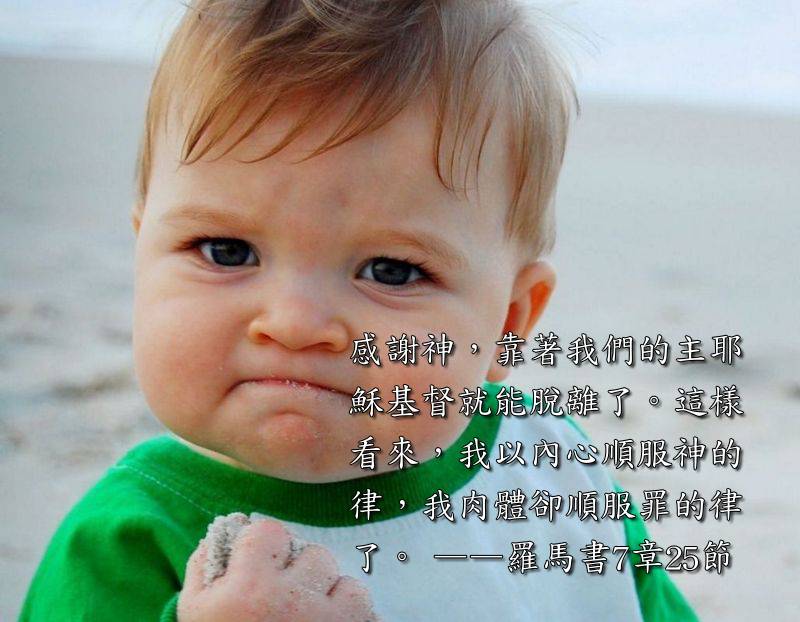 感謝神，靠著我們的主耶
穌基督就能脫離了。這樣
看來，我以內心順服神的
律，我肉體卻順服罪的律
了。 ——羅馬書7章25節